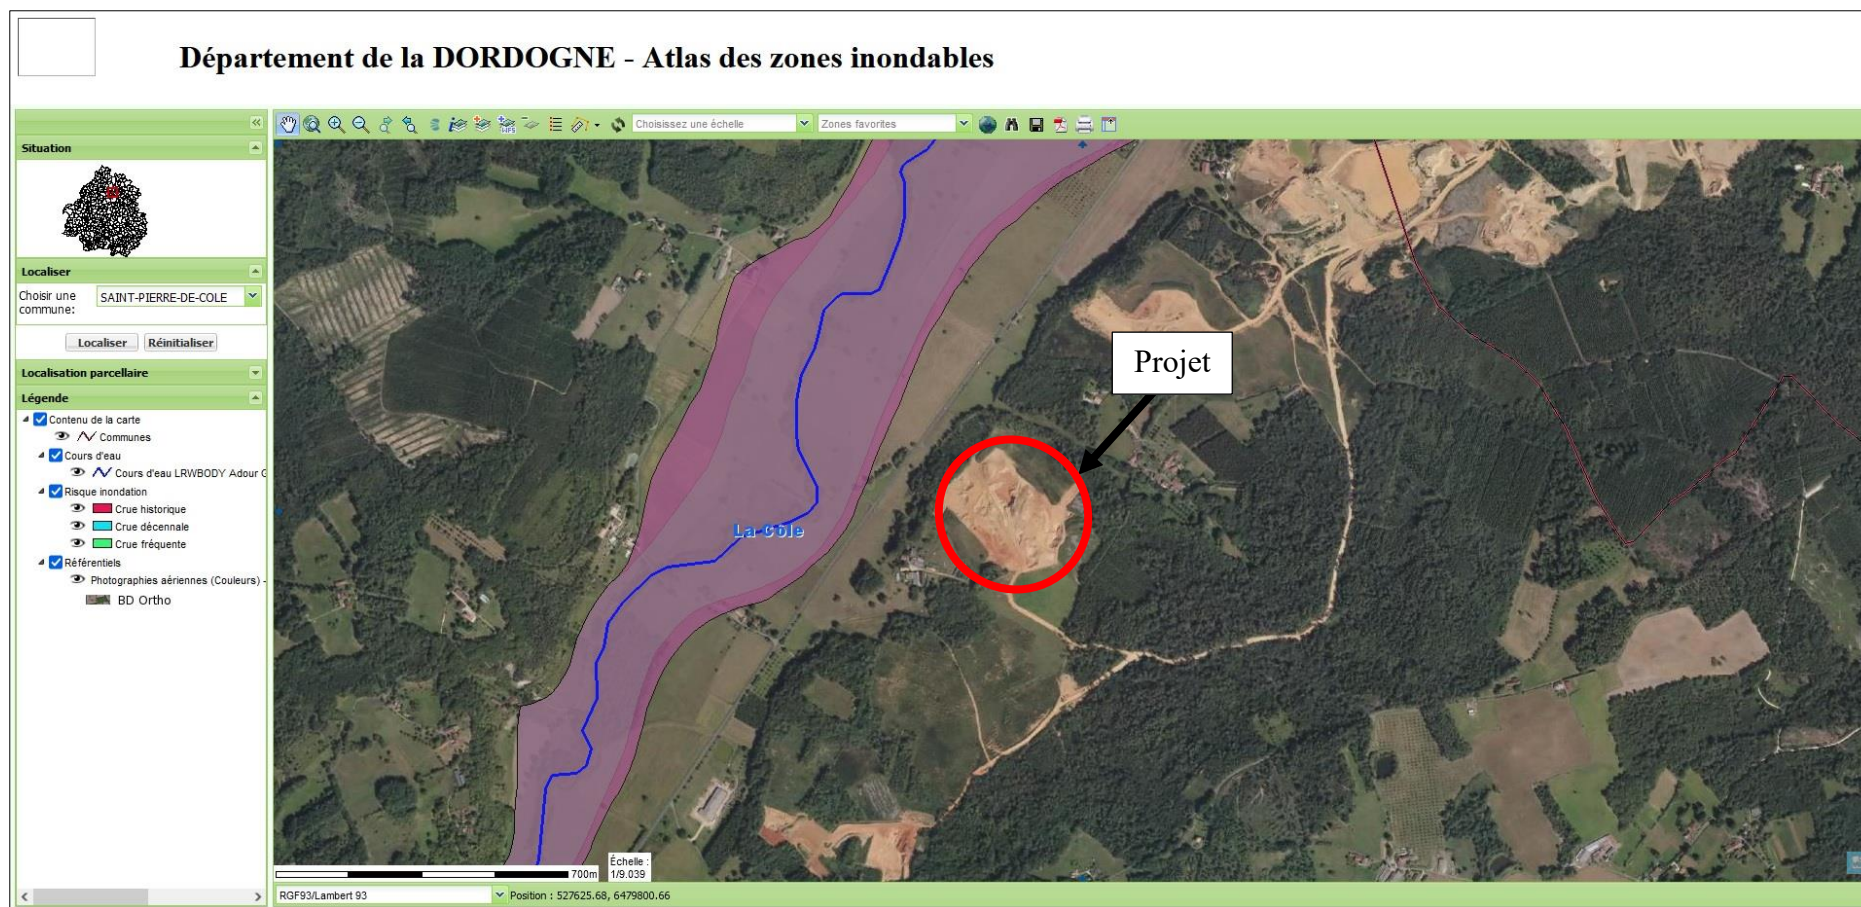 Département de la DORDOGNE - Atlas des zones inondables
Choisissez une échelle
Zones favorites
Situation
Localiser
Choisir une
commune:
SAINT-PIERRE-DE-COLE
Localiser
Réinitialiser
Localisation parcellaire
Légende
Contenu de la carte
Communes
Cours d'eau
Cours d'eau LRWBODY Adour G
Risque inondation
Crue historique
Crue décennale
Crue fréquente
Référentiels
Photographies aériennes (Couleurs) -
BD Ortho
Projet
La Côle
700m
Échelle :
1/9.039
RGF93/Lambert 93
Position : 527625.68, 6479800.66